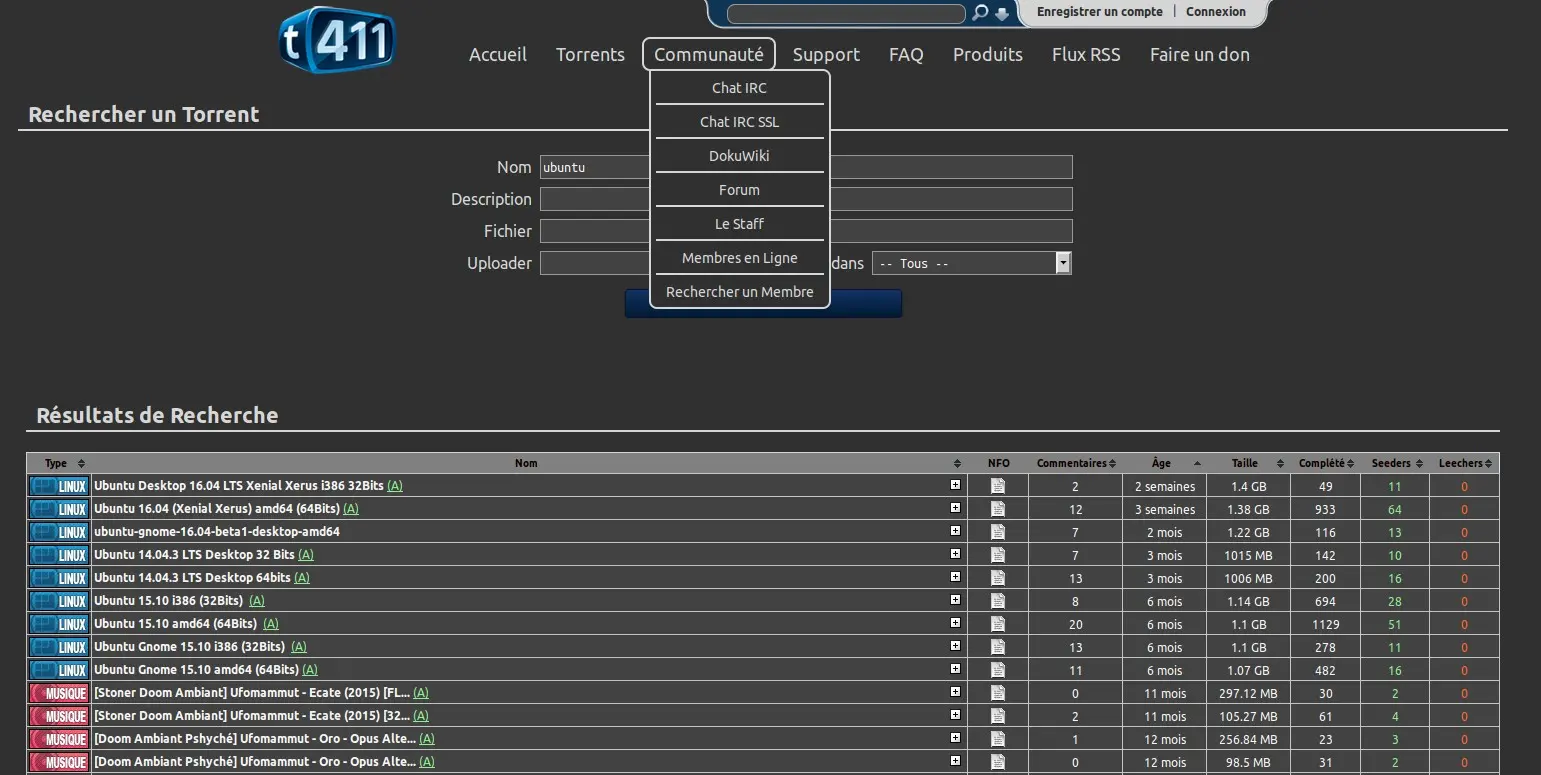 t411
Enregistrer un compte | Connexion
Accueil Torrents Communauté Support FAQ Produits Flux RSS Faire un don
Chat IRC
Chat IRC SSL
DokuWiki
Forum
Le Staff
Membres en Ligne
Rechercher un Membre
Rechercher un Torrent
Nom ubuntu
Description
Fichier
Uploader dans -- Tous --
Résultats de Recherche
Type Nom NFO Commentaires Âge Taille Complété Seeders Leechers
LINUX Ubuntu Desktop 16.04 LTS Xenial Xerus i386 32Bits (A) 2 2 semaines 1.4 GB 49 11 0
LINUX Ubuntu 16.04 (Xenial Xerus) amd64 (64Bits) (A) 12 3 semaines 1.38 GB 933 64 0
LINUX ubuntu-gnome-16.04-beta1-desktop-amd64 7 2 mois 1.22 GB 116 13 0
LINUX Ubuntu 14.04.3 LTS Desktop 32 Bits (A) 7 3 mois 1015 MB 142 10 0
LINUX Ubuntu 14.04.3 LTS Desktop 64bits (A) 13 3 mois 1006 MB 200 16 0
LINUX Ubuntu 15.10 i386 (32Bits) (A) 8 6 mois 1.14 GB 694 28 0
LINUX Ubuntu 15.10 amd64 (64Bits) (A) 20 6 mois 1.1 GB 1129 51 0
LINUX Ubuntu Gnome 15.10 i386 (32Bits) (A) 13 6 mois 1.1 GB 278 11 0
LINUX Ubuntu Gnome 15.10 amd64 (64Bits) (A) 11 6 mois 1.07 GB 482 16 0
MUSIQUE [Stoner Doom Ambiant] Ufomammut - Ecate (2015) [FL... (A) 0 11 mois 297.12 MB 30 2 0
MUSIQUE [Stoner Doom Ambiant] Ufomammut - Ecate (2015) [32... (A) 2 11 mois 105.27 MB 61 4 0
MUSIQUE [Doom Ambiant Pshyché] Ufomammut - Oro - Opus Alte... (A) 1 12 mois 256.84 MB 23 3 0
MUSIQUE [Doom Ambiant Pshyché] Ufomammut - Oro - Opus Alte... (A) 0 12 mois 98.5 MB 31 2 0